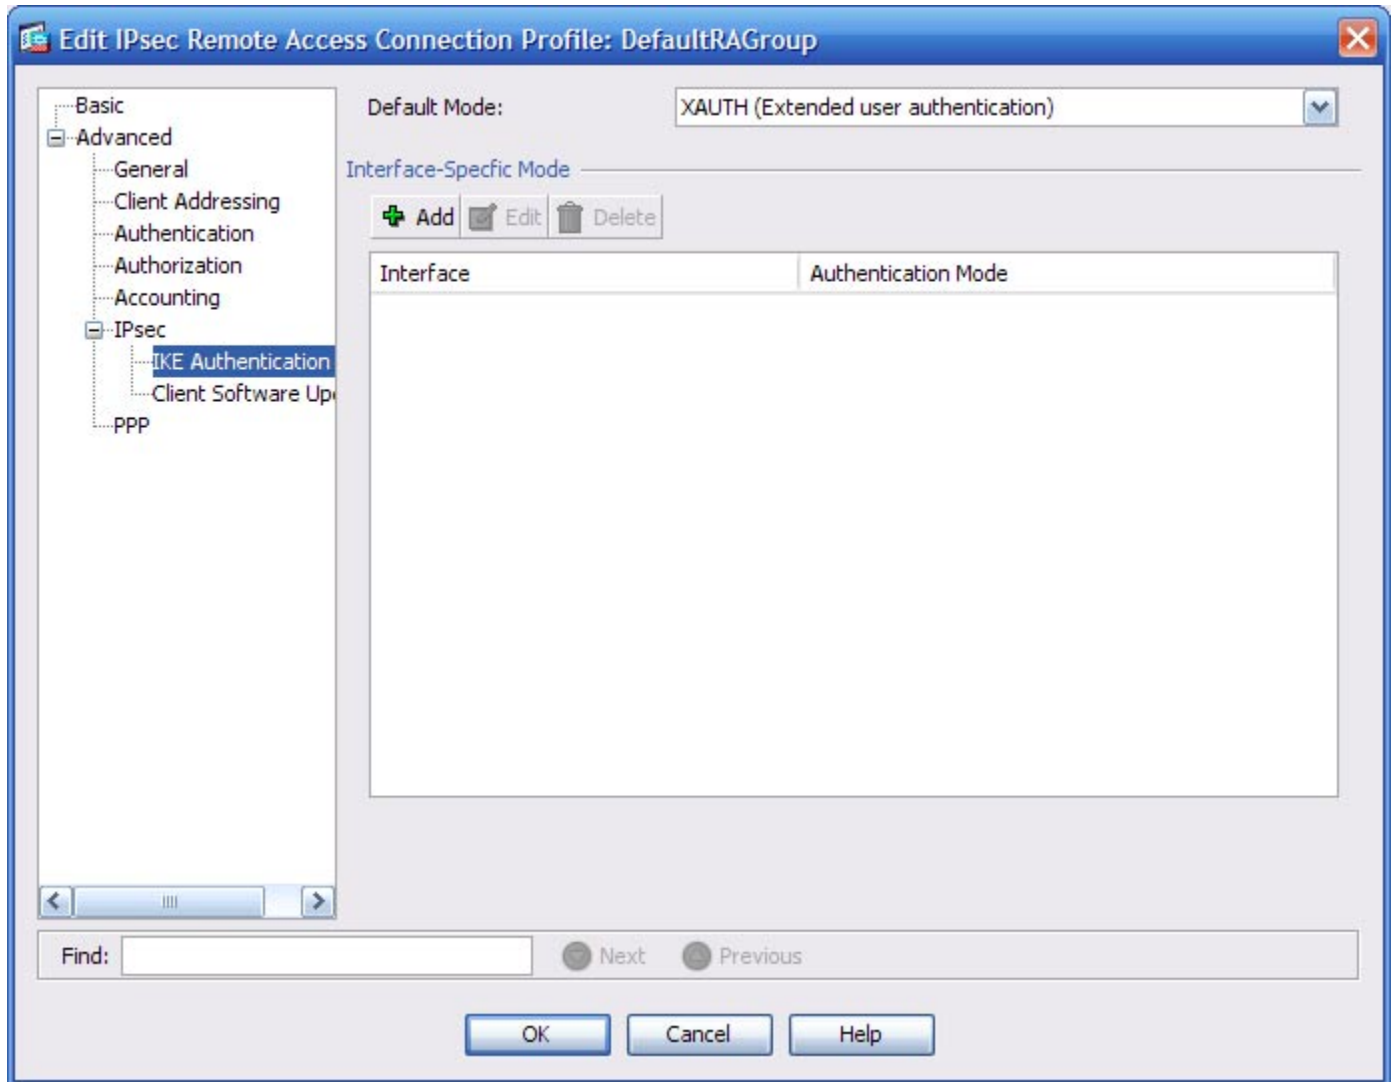 Edit IPsec Remote Access Connection Profile: DefaultRAGroup
Basic
Advanced
General
Client Addressing
Authentication
Authorization
Accounting
IPsec
IKE Authentication
Client Software Up
PPP
Default Mode: XAUTH (Extended user authentication)
Interface-Specfic Mode
Add Edit Delete
Interface Authentication Mode
Find: Next Previous
OK Cancel Help